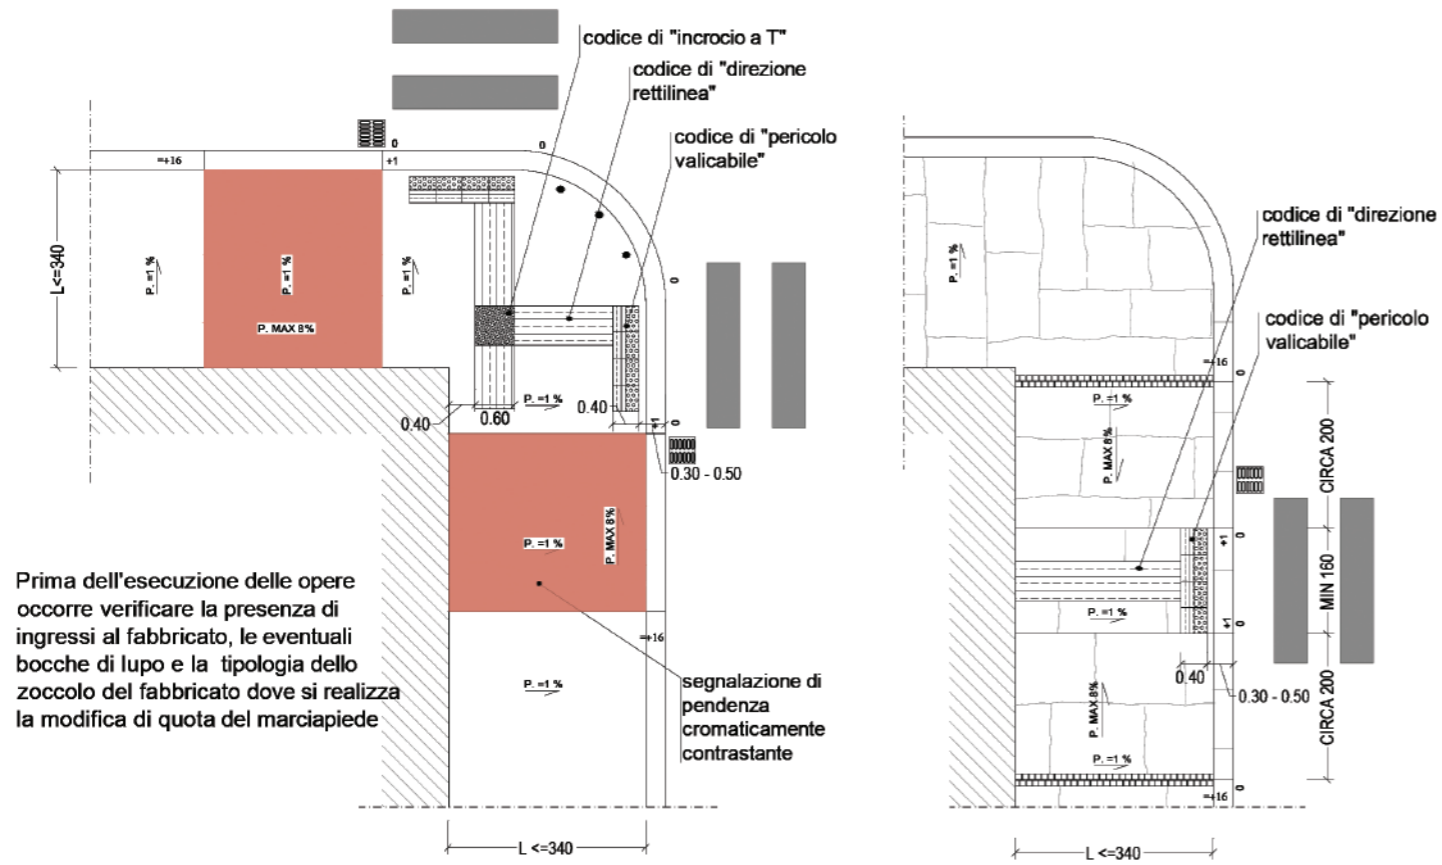 codice di "incrocio a T"
codice di "direzione
rettilinea"
codice di "pericolo
valicabile"
=+16
+1
0
0
L<=340
P. =1 %
P. =1 %
P. =1 %
P. MAX 8%
0
0.40
0.60
P. =1 %
0.40
+1
0
0.30 - 0.50
P. =1 %
P. MAX 8%
=+16
P. =1 %
segnalazione di
pendenza
cromaticamente
contrastante
L <=340
Prima dell'esecuzione delle opere
occorre verificare la presenza di
ingressi al fabbricato, le eventuali
bocche di lupo e la tipologia dello
zoccolo del fabbricato dove si realizza
la modifica di quota del marciapiede
codice di "direzione
rettilinea"
codice di "pericolo
valicabile"
P. =1 %
=+16
0
P. =1 %
P. MAX 8%
CIRCA 200
+1
0
MIN 160
P. =1 %
+1
0
0.40
0.30 - 0.50
P. MAX 8%
CIRCA 200
P. =1 %
=+16
0
L <=340